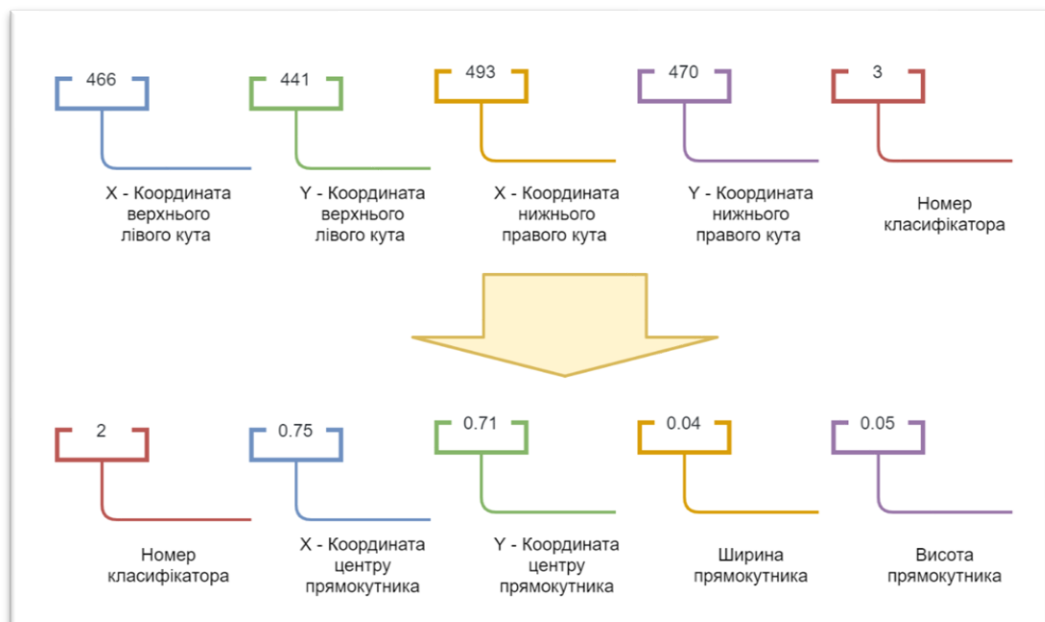 466
441
493
470
3
X - Координата
верхнього
лівого кута
Y - Координата
верхнього
лівого кута
X - Координата
нижнього
правого кута
Y - Координата
нижнього
правого кута
Номер
класифікатора
2
0.75
0.71
0.04
0.05
Номер
класифікатора
X - Координата
центру
прямокутника
Y - Координата
центру
прямокутника
Ширина
прямокутника
Висота
прямокутника